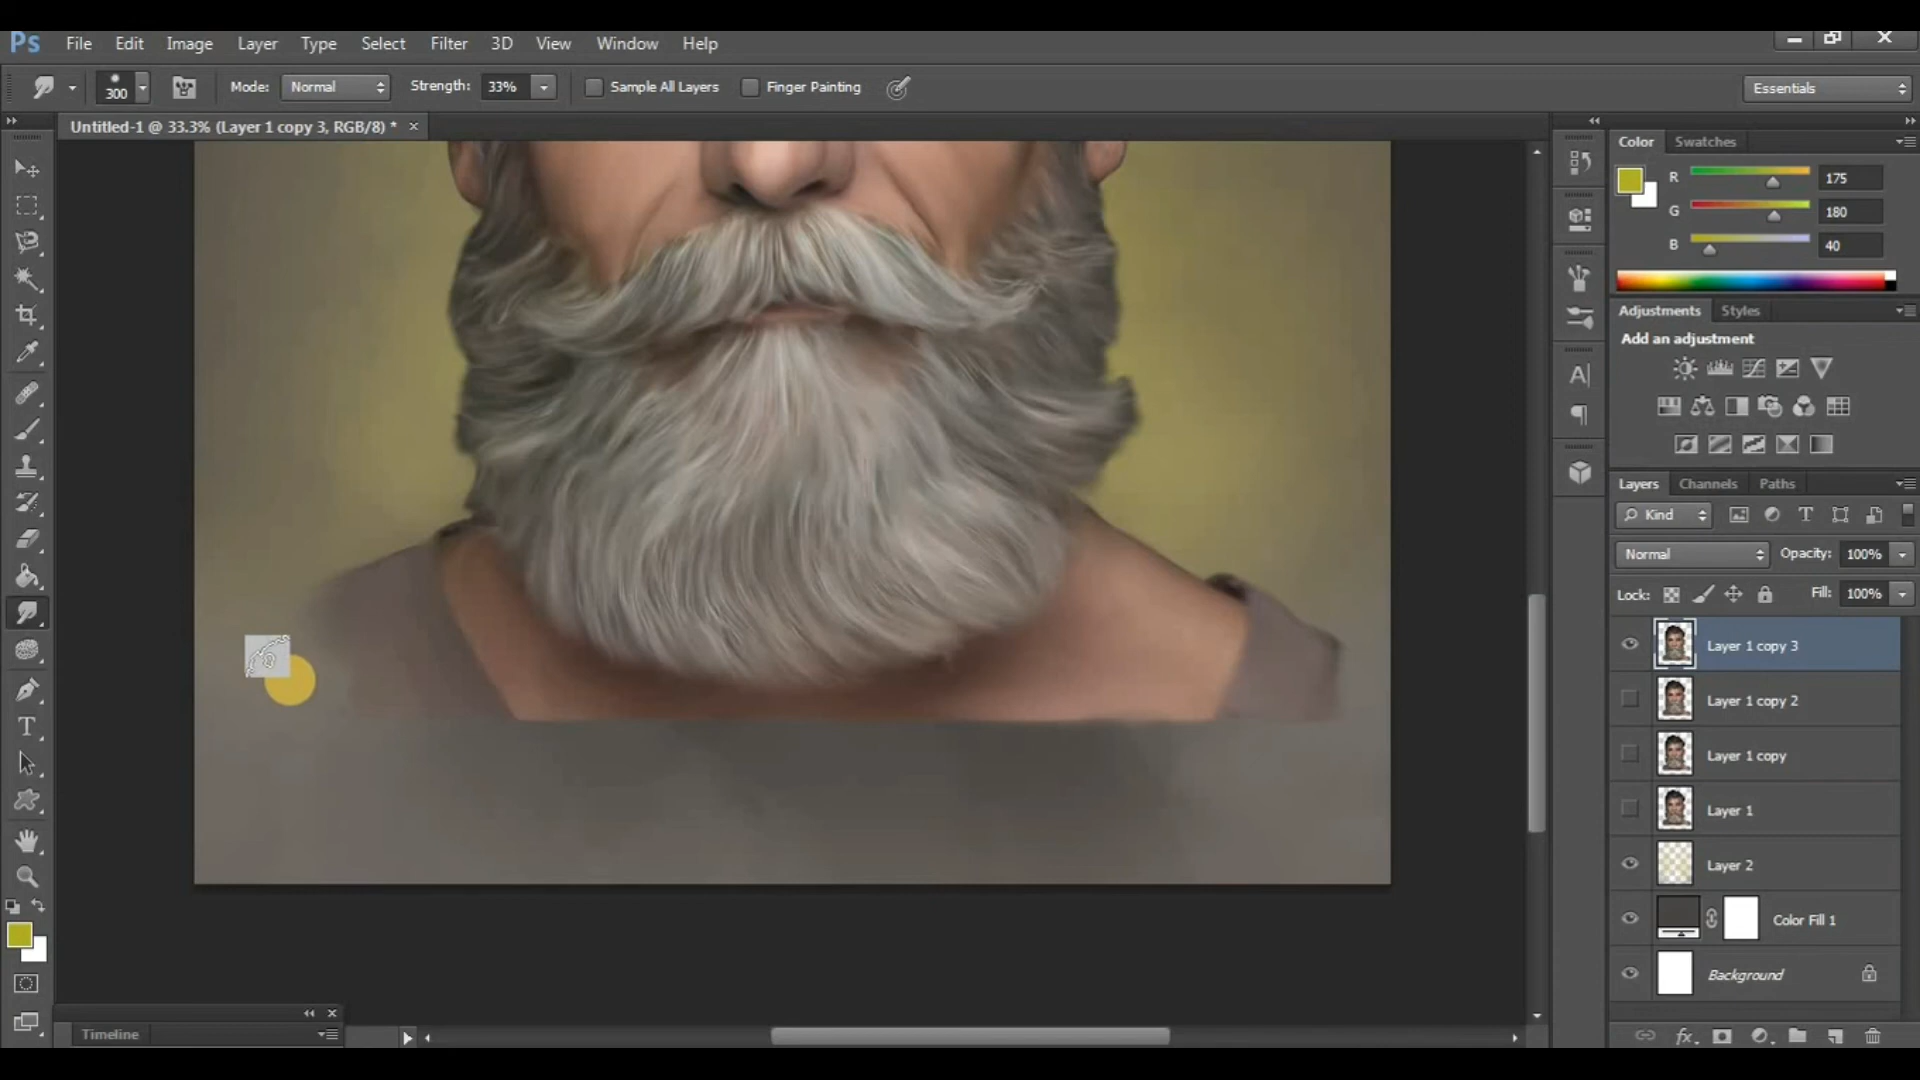 Ps File Edit Image Layer Type Select Filter 3D View Window Help
300 Mode: Normal Strength: 33% Sample All Layers Finger Painting Essentials
Untitled-1 @ 33.3% (Layer 1 copy 3, RGB/8) * ×
Color Swatches
R 175
G 180
B 40
Adjustments Styles
Add an adjustment
Layers Channels Paths
Kind
Normal Opacity: 100%
Lock: Fill: 100%
Layer 1 copy 3
Layer 1 copy 2
Layer 1 copy
Layer 1
Layer 2
Color Fill 1
Background
Timeline